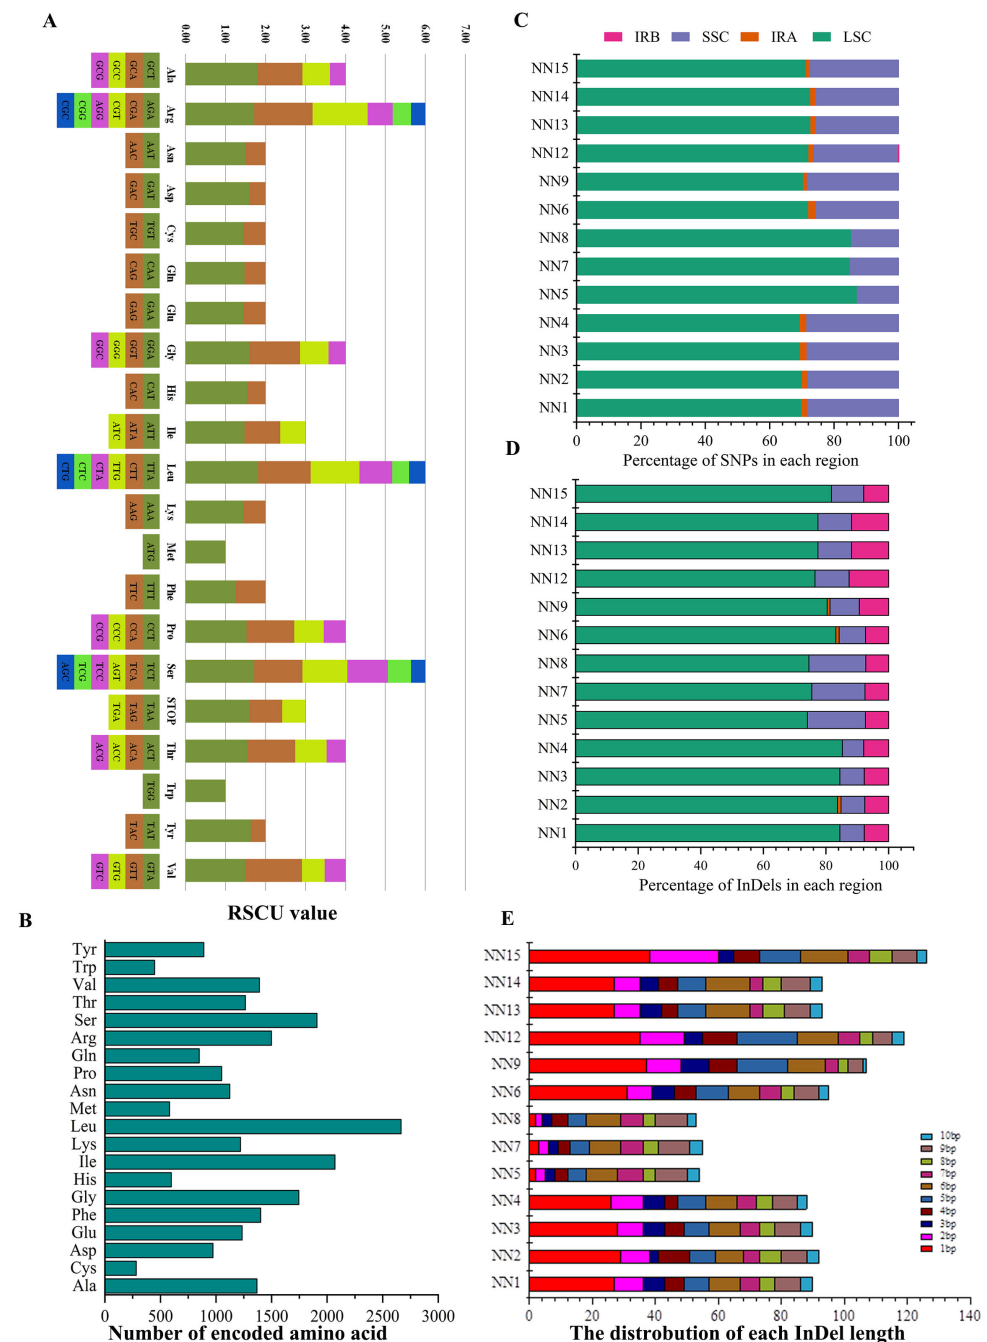 A
0.00 1.00 2.00 3.00 4.00 5.00 6.00 7.00
GCG GCC GCA GCT Ala
CGC CGG AGG CGT CGA AGA Arg
AAC AAT Asn
GAC GAT Asp
TGC TGT Cys
CAG CAA Gln
GAG GAA Glu
GGC GGG GGT GGA Gly
CAC CAT His
ATC ATA ATT Ile
CTG CTC CTA TTG CTT TTA Leu
AAG AAA Lys
ATG Met
TTC TTT Phe
CCG CCC CCA CCT Pro
AGC TCG TCC AGT TCA TCT Ser
TGA TAG TAA STOP
ACG ACC ACA ACT Thr
TGG Trp
TAC TAT Tyr
GTC GTG GTT GTA Val
RSCU value
B
Tyr
Trp
Val
Thr
Ser
Arg
Gln
Pro
Asn
Met
Leu
Lys
Ile
His
Gly
Phe
Glu
Asp
Cys
Ala
0 500 1000 1500 2000 2500 3000
Number of encoded amino acid
C
IRB SSC IRA LSC
NN15
NN14
NN13
NN12
NN9
NN6
NN8
NN7
NN5
NN4
NN3
NN2
NN1
0 20 40 60 80 100
Percentage of SNPs in each region
D
NN15
NN14
NN13
NN12
NN9
NN6
NN8
NN7
NN5
NN4
NN3
NN2
NN1
0 20 40 60 80 100
Percentage of InDels in each region
E
NN15
NN14
NN13
NN12
NN9
NN6
NN8
NN7
NN5
NN4
NN3
NN2
NN1
10bp
9bp
8bp
7bp
6bp
5bp
4bp
3bp
2bp
1bp
0 20 40 60 80 100 120 140
The distrobution of each InDel length